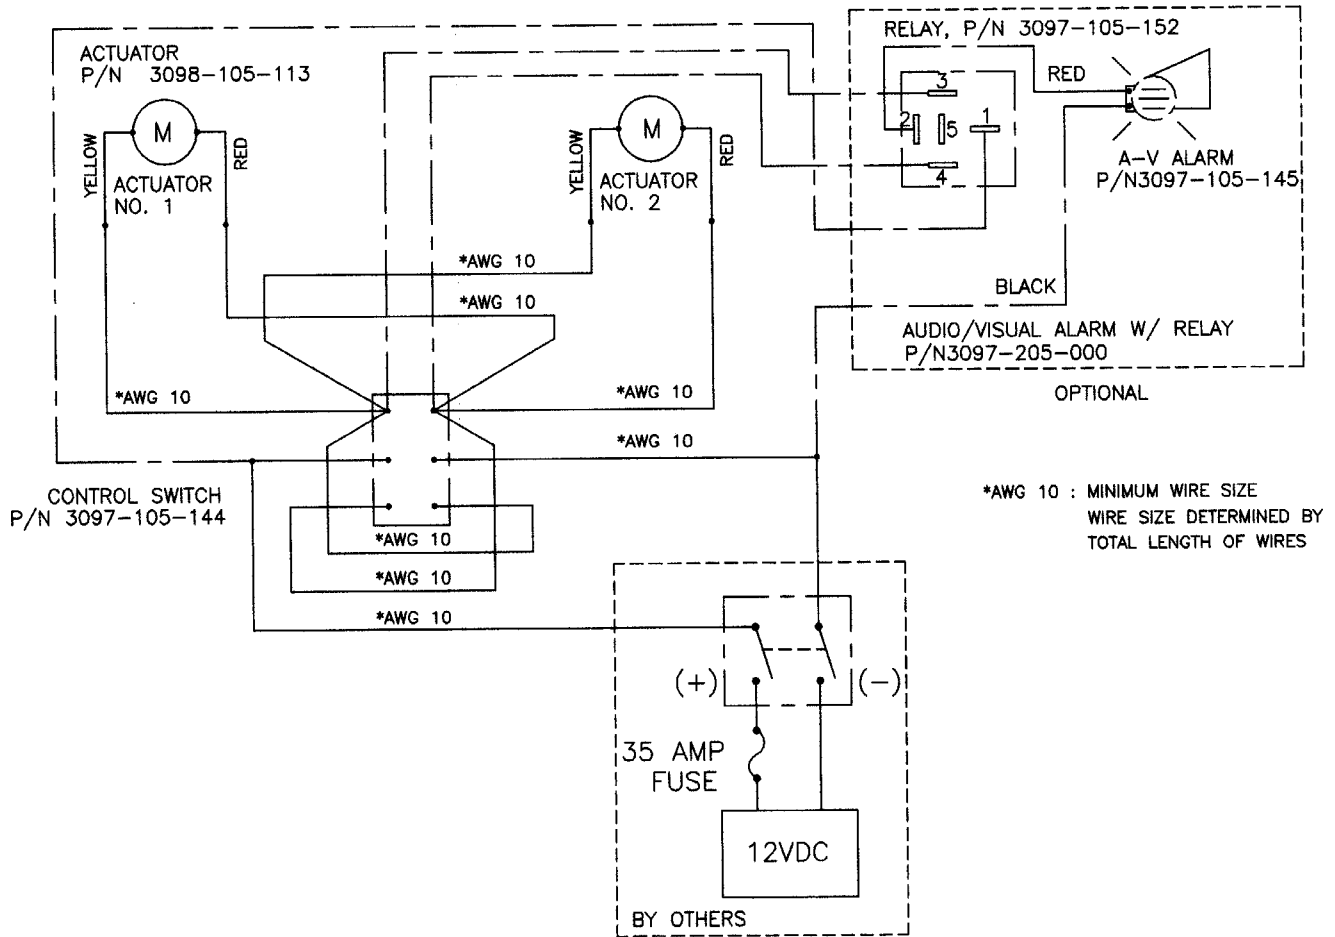 RELAY, P/N 3097-105-152
ACTUATOR
P/N 3098-105-113
RED
3
2
5
1
4
M
M
YELLOW
RED
YELLOW
RED
ACTUATOR
NO. 1
ACTUATOR
NO. 2
A-V ALARM
P/N3097-105-145
*AWG 10
*AWG 10
BLACK
AUDIO/VISUAL ALARM W/ RELAY
P/N3097-205-000
OPTIONAL
*AWG 10
*AWG 10
*AWG 10
CONTROL SWITCH
P/N 3097-105-144
*AWG 10 : MINIMUM WIRE SIZE
WIRE SIZE DETERMINED BY
TOTAL LENGTH OF WIRES
*AWG 10
*AWG 10
*AWG 10
(+)
(-)
35 AMP
FUSE
12VDC
BY OTHERS